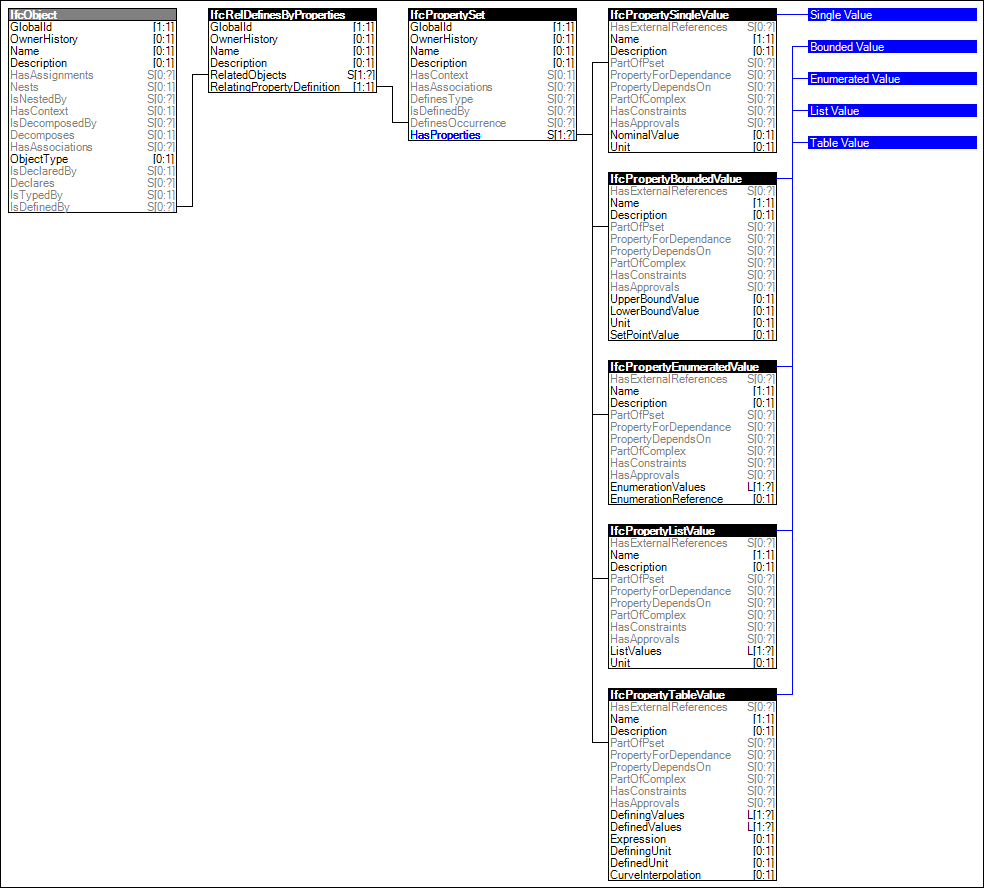 IfcObject
GlobalId [1:1]
OwnerHistory [0:1]
Name [0:1]
Description [0:1]
HasAssignments S[0:?]
Nests S[0:1]
IsNestedBy S[0:?]
HasContext S[0:1]
IsDecomposedBy S[0:?]
Decomposes S[0:1]
HasAssociations S[0:?]
ObjectType [0:1]
IsDeclaredBy S[0:1]
Declares S[0:?]
IsTypedBy S[0:1]
IsDefinedBy S[0:?]
IfcRelDefinesByProperties
GlobalId [1:1]
OwnerHistory [0:1]
Name [0:1]
Description [0:1]
RelatedObjects S[1:?]
RelatingPropertyDefinition [1:1]
IfcPropertySet
GlobalId [1:1]
OwnerHistory [0:1]
Name [0:1]
Description [0:1]
HasContext S[0:1]
HasAssociations S[0:?]
DefinesType S[0:?]
IsDefinedBy S[0:?]
DefinesOccurrence S[0:?]
HasProperties S[1:?]
IfcPropertySingleValue
HasExternalReferences S[0:?]
Name [1:1]
Description [0:1]
PartOfPset S[0:?]
PropertyForDependance S[0:?]
PropertyDependsOn S[0:?]
PartOfComplex S[0:?]
HasConstraints S[0:?]
HasApprovals S[0:?]
NominalValue [0:1]
Unit [0:1]
IfcPropertyBoundedValue
HasExternalReferences S[0:?]
Name [1:1]
Description [0:1]
PartOfPset S[0:?]
PropertyForDependance S[0:?]
PropertyDependsOn S[0:?]
PartOfComplex S[0:?]
HasConstraints S[0:?]
HasApprovals S[0:?]
UpperBoundValue [0:1]
LowerBoundValue [0:1]
Unit [0:1]
SetPointValue [0:1]
IfcPropertyEnumeratedValue
HasExternalReferences S[0:?]
Name [1:1]
Description [0:1]
PartOfPset S[0:?]
PropertyForDependance S[0:?]
PropertyDependsOn S[0:?]
PartOfComplex S[0:?]
HasConstraints S[0:?]
HasApprovals S[0:?]
EnumerationValues L[1:?]
EnumerationReference [0:1]
IfcPropertyListValue
HasExternalReferences S[0:?]
Name [1:1]
Description [0:1]
PartOfPset S[0:?]
PropertyForDependance S[0:?]
PropertyDependsOn S[0:?]
PartOfComplex S[0:?]
HasConstraints S[0:?]
HasApprovals S[0:?]
ListValues L[1:?]
Unit [0:1]
IfcPropertyTableValue
HasExternalReferences S[0:?]
Name [1:1]
Description [0:1]
PartOfPset S[0:?]
PropertyForDependance S[0:?]
PropertyDependsOn S[0:?]
PartOfComplex S[0:?]
HasConstraints S[0:?]
HasApprovals S[0:?]
DefiningValues L[1:?]
DefinedValues L[1:?]
Expression [0:1]
DefiningUnit [0:1]
DefinedUnit [0:1]
CurveInterpolation [0:1]
Single Value
Bounded Value
Enumerated Value
List Value
Table Value